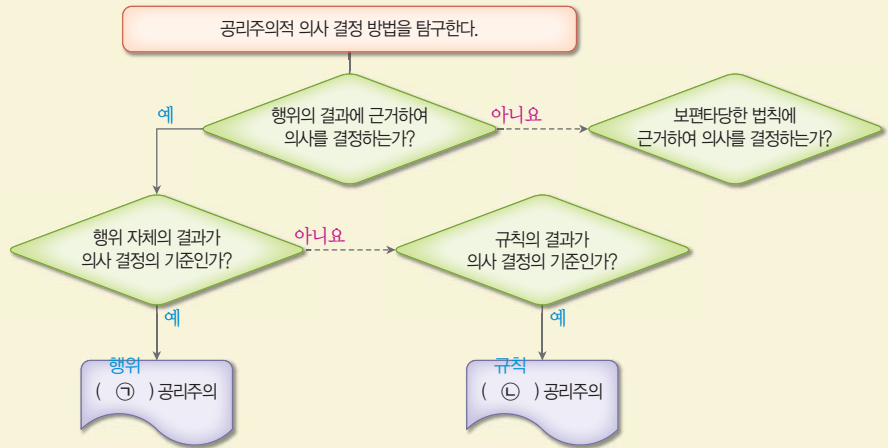 공리주의적 의사 결정 방법을 탐구한다.
행위의 결과에 근거하여
의사를 결정하는가?
예
아니요
보편타당한 법칙에
근거하여 의사를 결정하는가?
행위 자체의 결과가
의사 결정의 기준인가?
아니요
규칙의 결과가
의사 결정의 기준인가?
예
예
행위
( ㉠ ) 공리주의
규칙
( ㉡ ) 공리주의